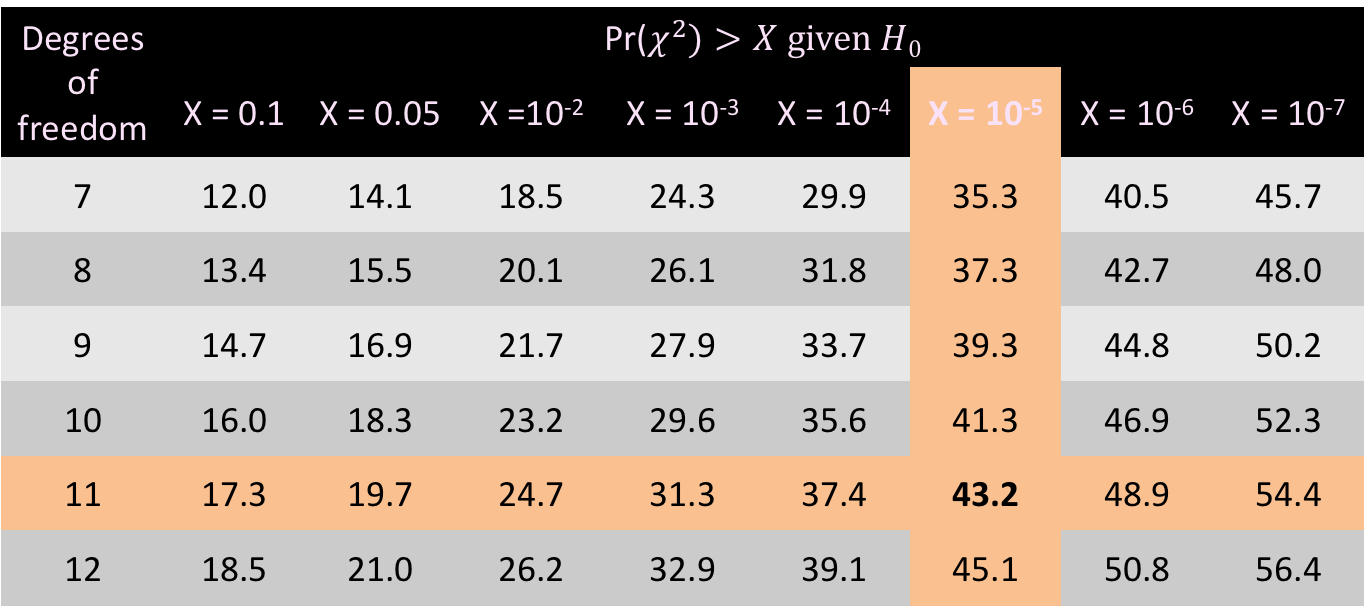 Degrees of freedom Pr(χ²) > X given H₀
X = 0.1 X = 0.05 X =10⁻² X = 10⁻³ X = 10⁻⁴ X = 10⁻⁵ X = 10⁻⁶ X = 10⁻⁷
7 12.0 14.1 18.5 24.3 29.9 35.3 40.5 45.7
8 13.4 15.5 20.1 26.1 31.8 37.3 42.7 48.0
9 14.7 16.9 21.7 27.9 33.7 39.3 44.8 50.2
10 16.0 18.3 23.2 29.6 35.6 41.3 46.9 52.3
11 17.3 19.7 24.7 31.3 37.4 43.2 48.9 54.4
12 18.5 21.0 26.2 32.9 39.1 45.1 50.8 56.4